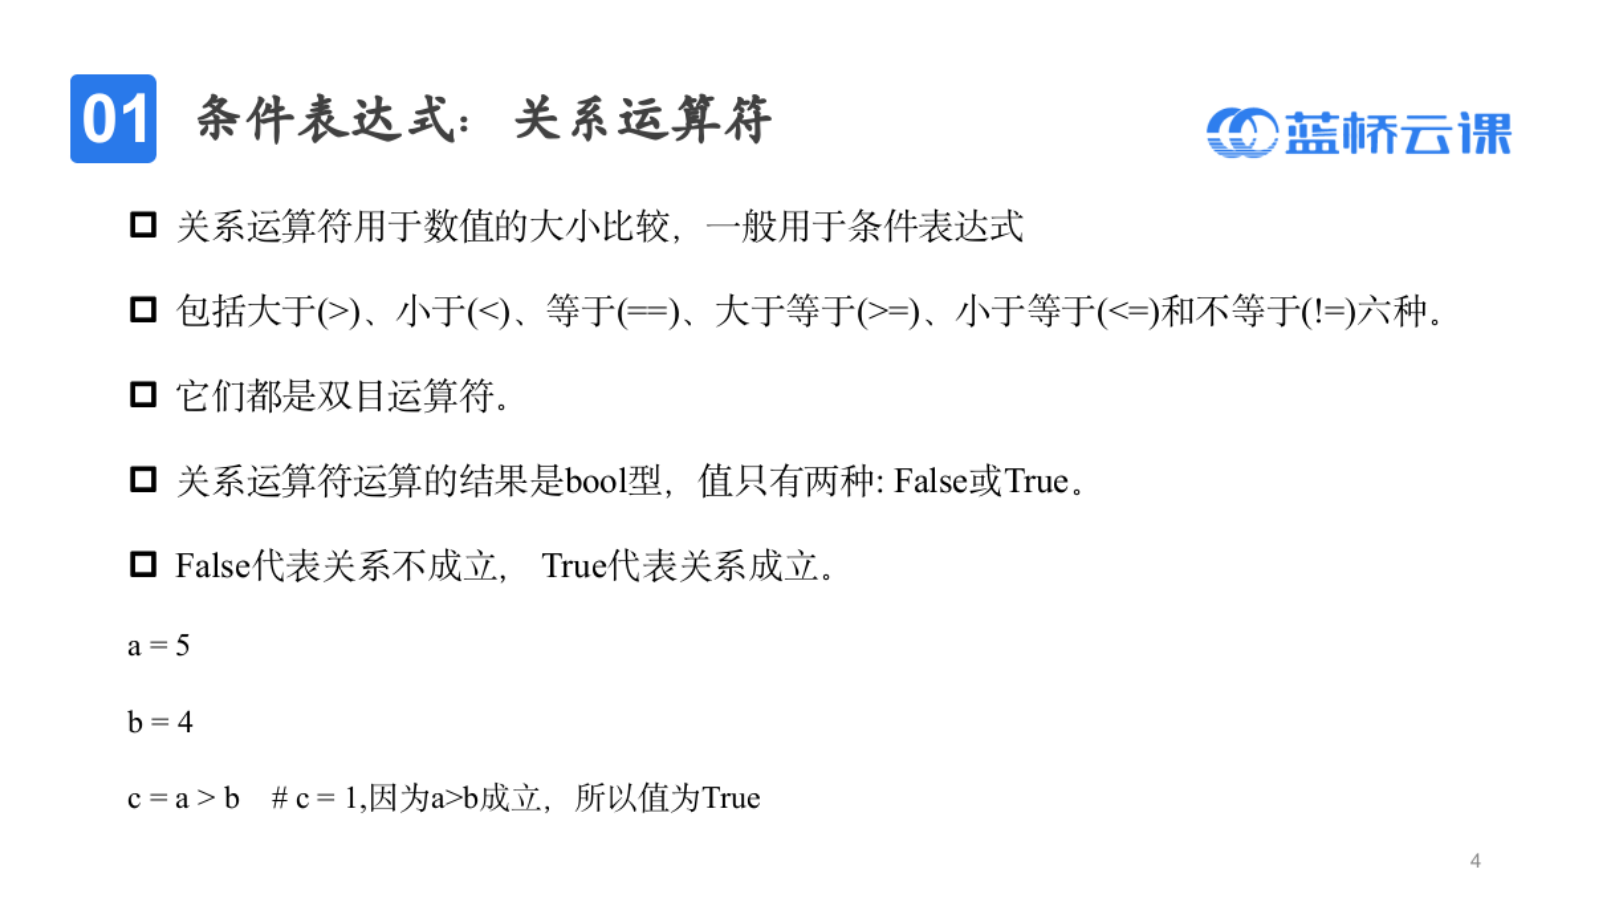 01 条件表达式：关系运算符
蓝桥云课
关系运算符用于数值的大小比较，一般用于条件表达式
包括大于(>)、小于(<)、等于(==)、大于等于(>=)、小于等于(<=)和不等于(!=)六种。
它们都是双目运算符。
关系运算符运算的结果是bool型，值只有两种: False或True。
False代表关系不成立， True代表关系成立。
a = 5
b = 4
c = a > b # c = 1,因为a>b成立，所以值为True
4